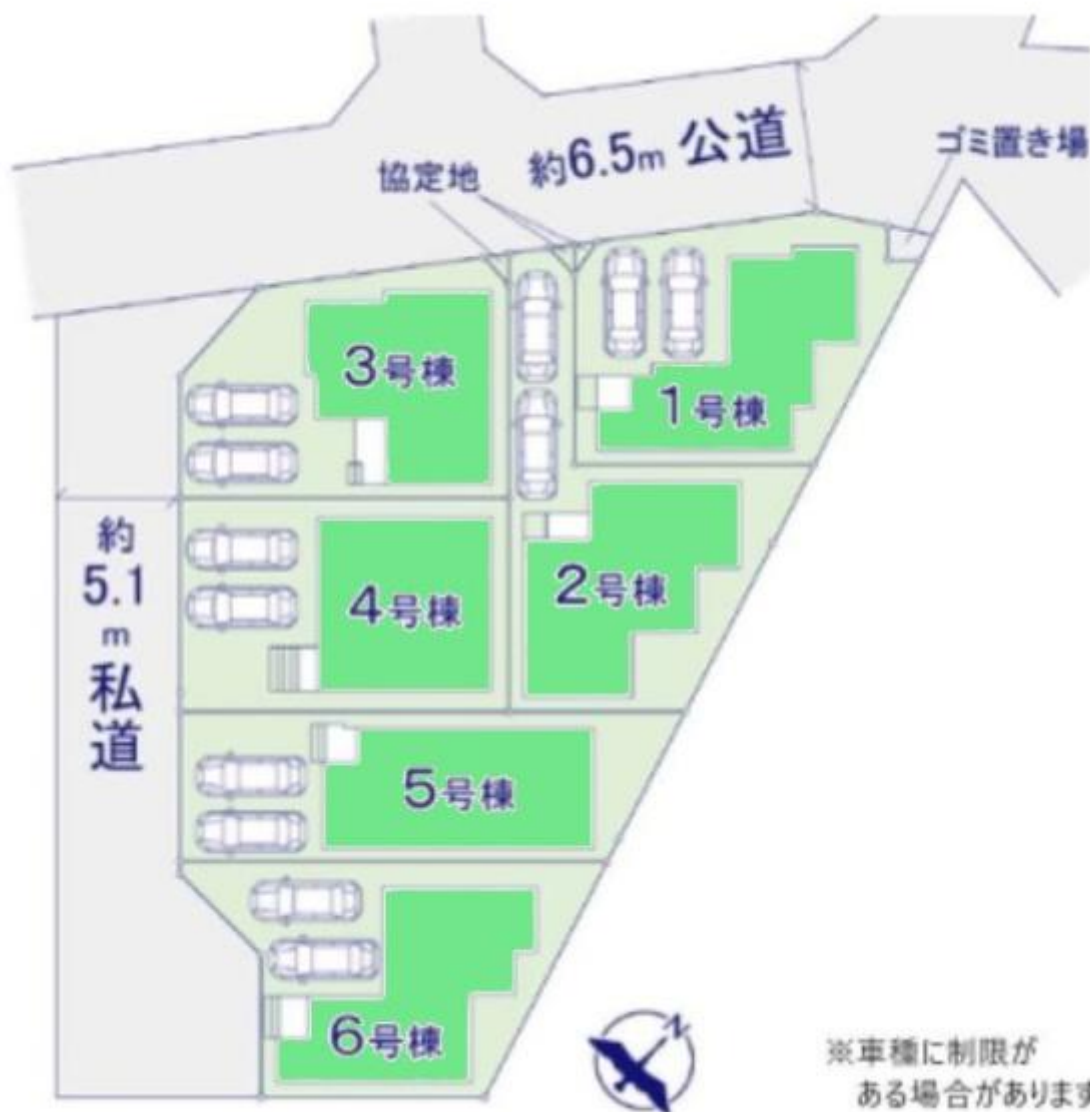 約6.5m 公道
ゴミ置き場
協定地
3号棟
1号棟
約
5.1
m
私道
4号棟
2号棟
5号棟
6号棟
N
※車種に制限が
ある場合があります